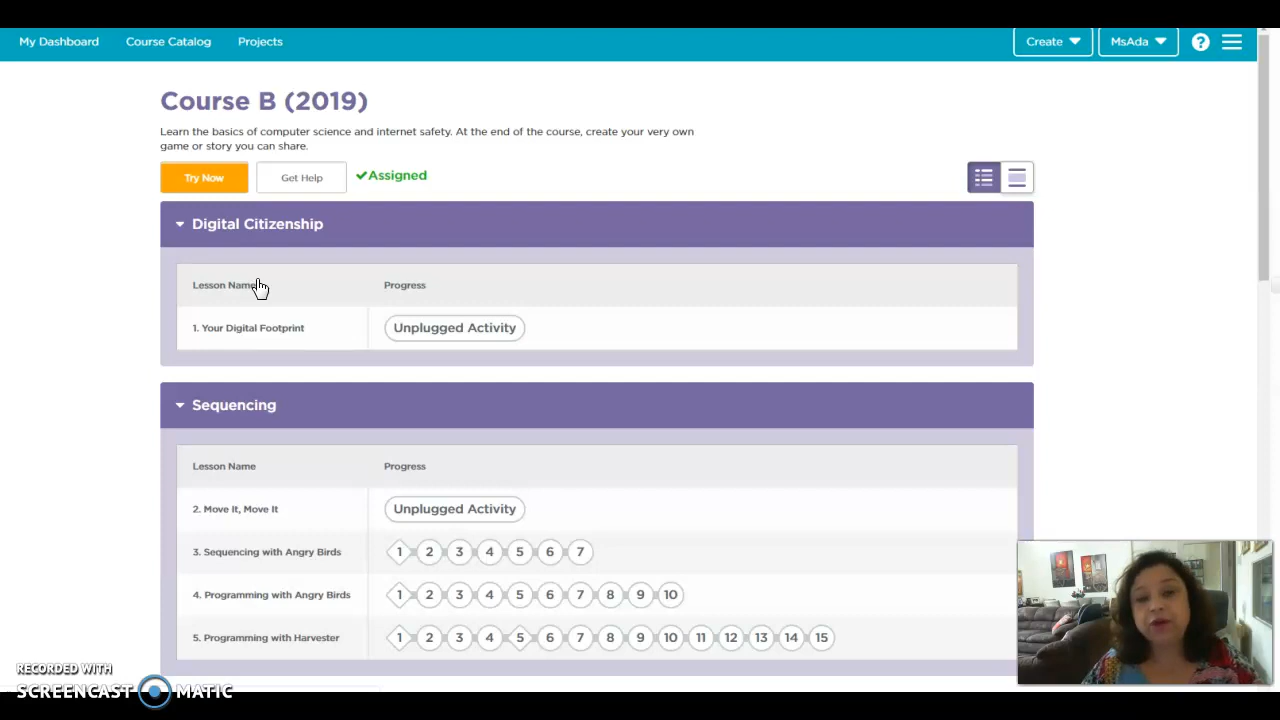 My Dashboard Course Catalog Projects Create MsAda ?
Course B (2019)
Learn the basics of computer science and internet safety. At the end of the course, create your very own
game or story you can share.
Try Now Get Help Assigned
Digital Citizenship
Lesson Name Progress
1. Your Digital Footprint Unplugged Activity
Sequencing
Lesson Name Progress
2. Move It, Move It Unplugged Activity
3. Sequencing with Angry Birds 1 2 3 4 5 6 7
4. Programming with Angry Birds 1 2 3 4 5 6 7 8 9 10
5. Programming with Harvester 1 2 3 4 5 6 7 8 9 10 11 12 13 14 15
RECORDED WITH
SCREENCAST MATIC